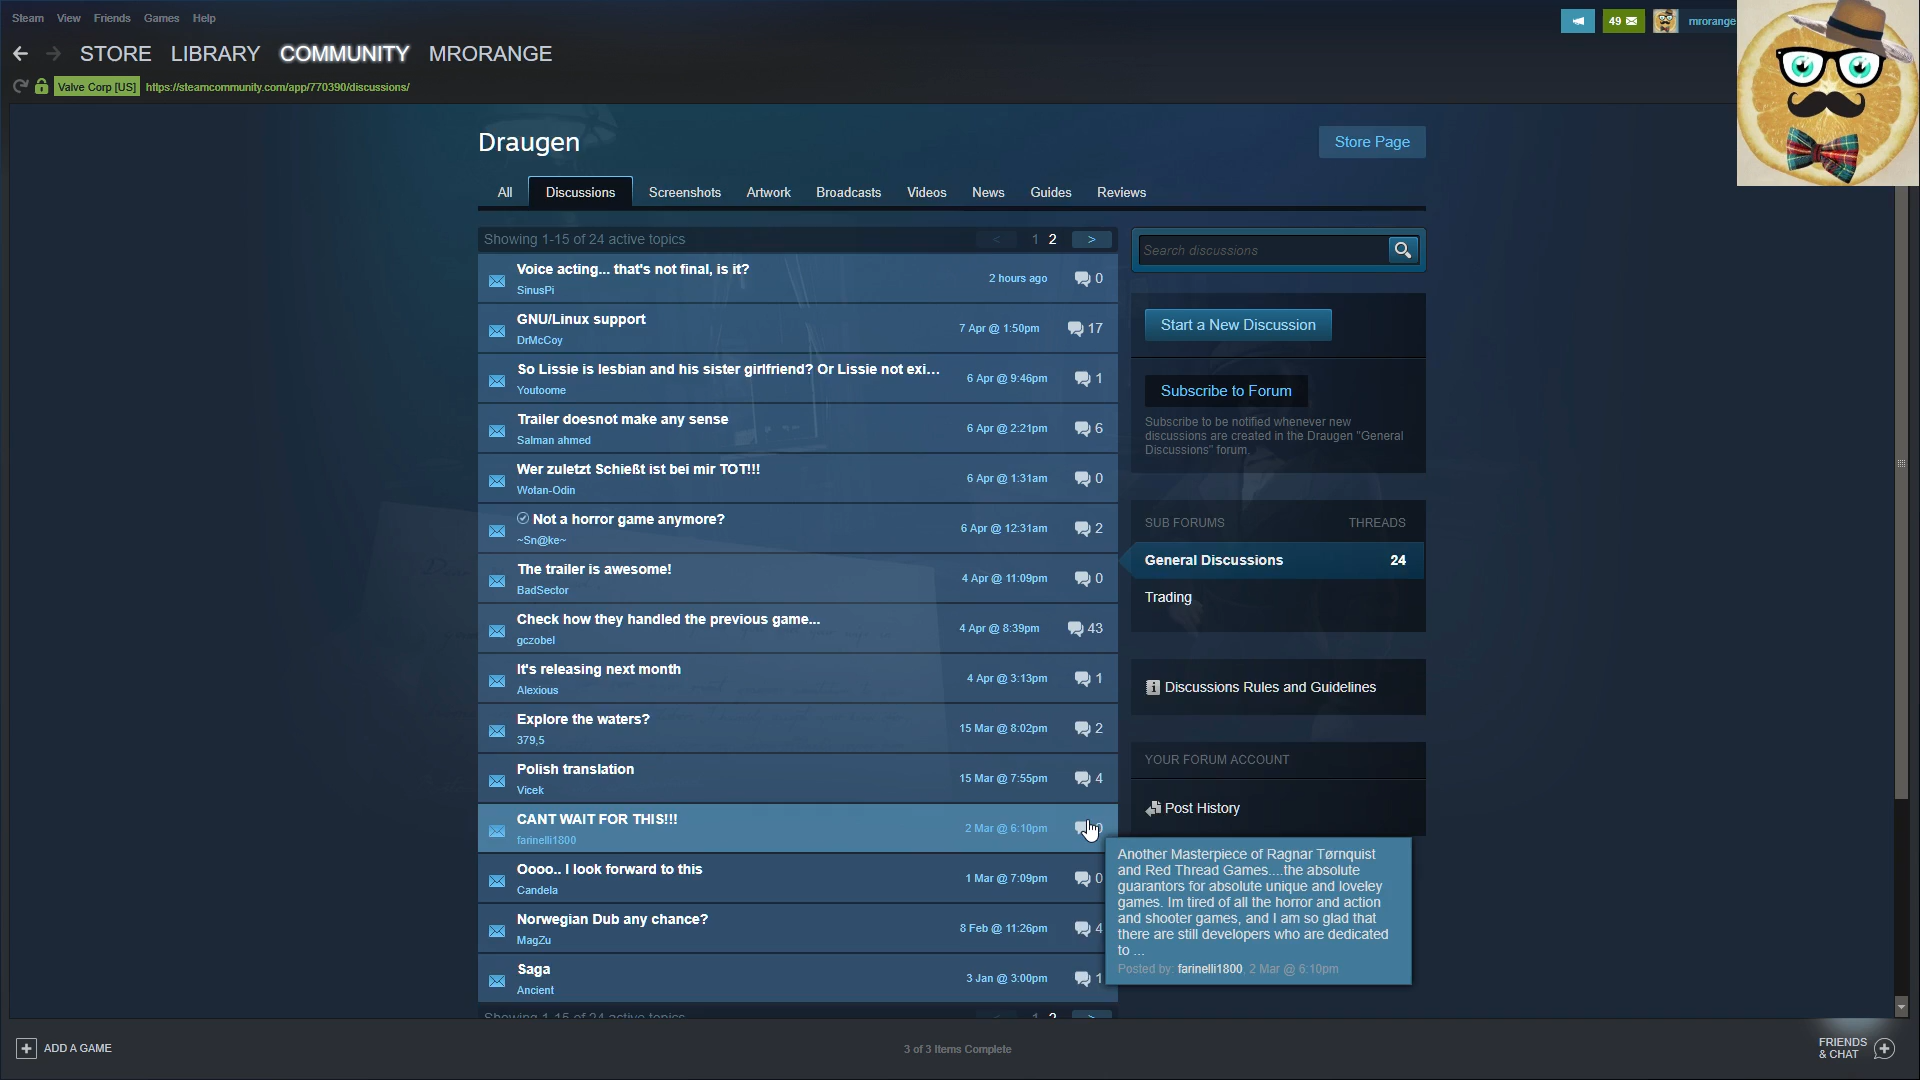 Steam View Friends Games Help
49 mrorange
STORE LIBRARY COMMUNITY MRORANGE
Valve Corp [US] https://steamcommunity.com/app/770390/discussions/
Draugen
Store Page
All Discussions Screenshots Artwork Broadcasts Videos News Guides Reviews
Showing 1-15 of 24 active topics < 1 2 >
Voice acting... that's not final, is it?
SinusPi
2 hours ago 0
GNU/Linux support
DrMcCoy
7 Apr @ 1:50pm 17
So Lissie is lesbian and his sister girlfriend? Or Lissie not exi...
Youtoome
6 Apr @ 9:46pm 1
Trailer doesnot make any sense
Salman ahmed
6 Apr @ 2:21pm 6
Wer zuletzt Schießt ist bei mir TOT!!!
Wotan-Odin
6 Apr @ 1:31am 0
Not a horror game anymore?
~Sn@ke~
6 Apr @ 12:31am 2
The trailer is awesome!
BadSector
4 Apr @ 11:09pm 0
Check how they handled the previous game...
gczobel
4 Apr @ 8:39pm 43
It's releasing next month
Alexious
4 Apr @ 3:13pm 1
Explore the waters?
379,5
15 Mar @ 8:02pm 2
Polish translation
Vicek
15 Mar @ 7:55pm 4
CANT WAIT FOR THIS!!!
farinelli1800
2 Mar @ 6:10pm
Oooo.. I look forward to this
Candela
1 Mar @ 7:09pm 0
Norwegian Dub any chance?
MagZu
8 Feb @ 11:26pm 4
Saga
Ancient
3 Jan @ 3:00pm 1
Showing 1-15 of 24 active topics < 1 2 >
Search discussions
Start a New Discussion
Subscribe to Forum
Subscribe to be notified whenever new
discussions are created in the Draugen "General
Discussions" forum.
SUB FORUMS THREADS
General Discussions 24
Trading
Discussions Rules and Guidelines
YOUR FORUM ACCOUNT
Post History
Another Masterpiece of Ragnar Tørnquist
and Red Thread Games....the absolute
guarantors for absolute unique and loveley
games. Im tired of all the horror and action
and shooter games, and I am so glad that
there are still developers who are dedicated
to ...
Posted by: farinelli1800, 2 Mar @ 6:10pm
ADD A GAME
3 of 3 Items Complete
FRIENDS
& CHAT